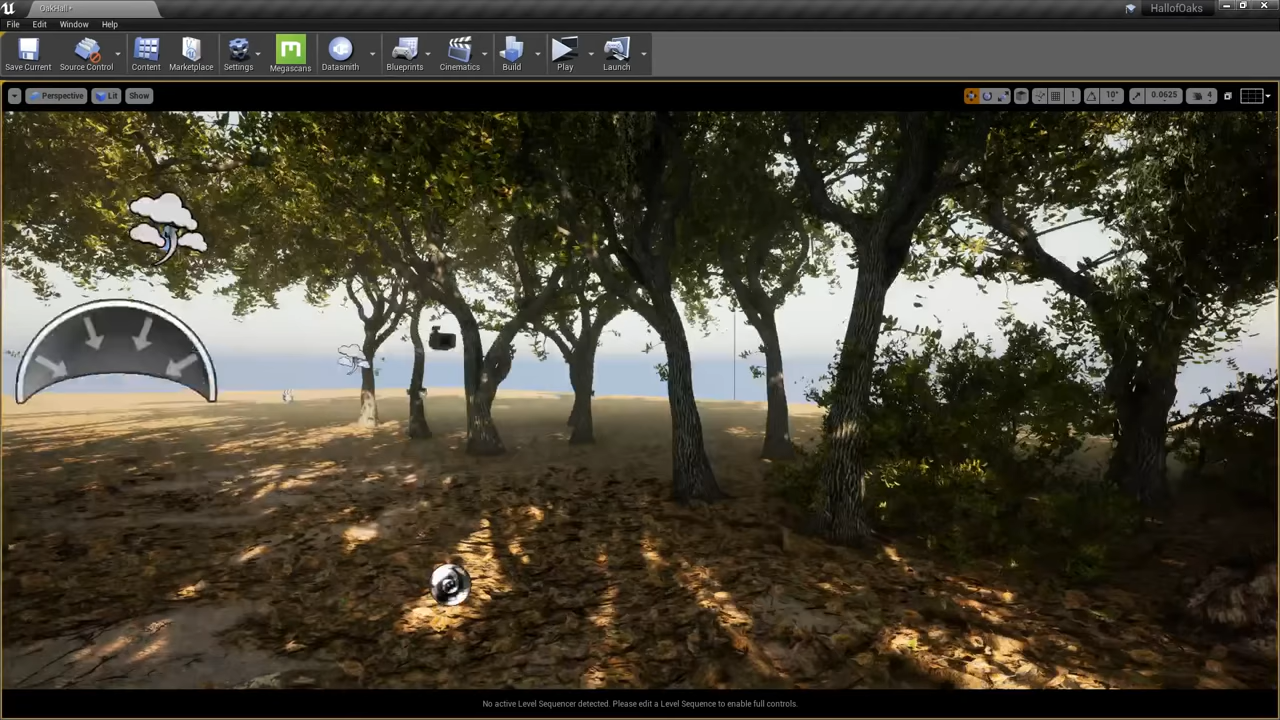 OakHall*
HallofOaks
File Edit Window Help
m
Save Current Source Control Content Marketplace Settings Megascans Datasmith Blueprints Cinematics Build Play Launch
Perspective Lit Show 1 10° 0.0625 4
No active Level Sequencer detected. Please edit a Level Sequence to enable full controls.